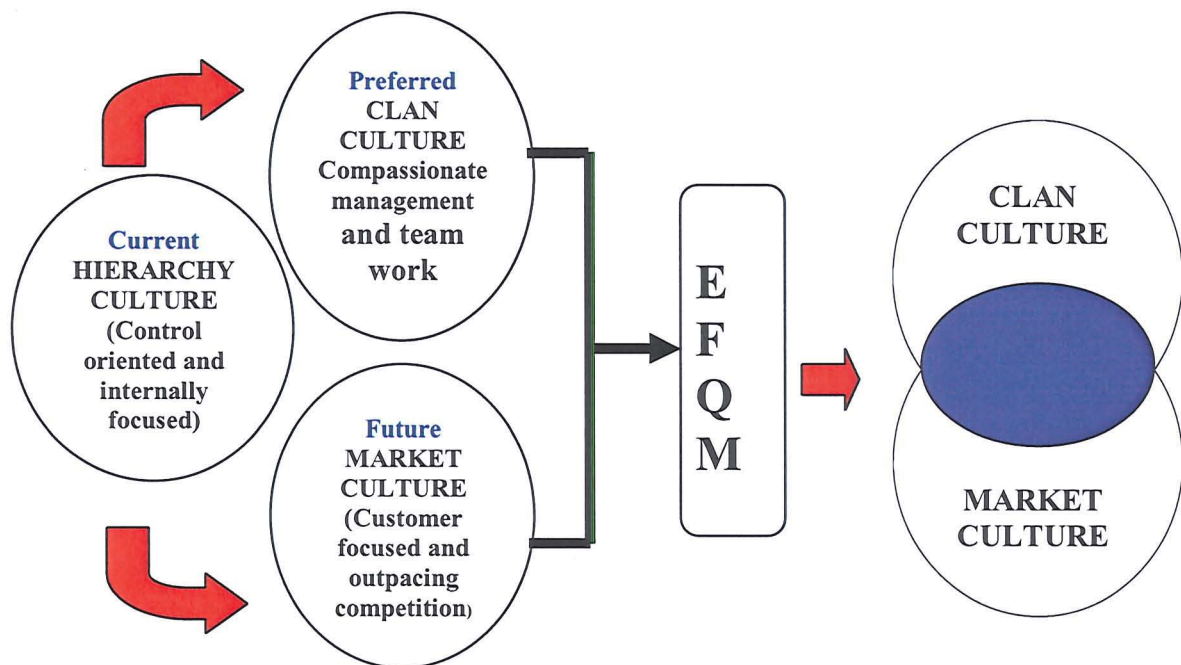 Current
HIERARCHY
CULTURE
(Control
oriented and
internally
focused)
Preferred
CLAN
CULTURE
Compassionate
management
and team
work
Future
MARKET
CULTURE
(Customer
focused and
outpacing
competition)
E
F
Q
M
CLAN
CULTURE
MARKET
CULTURE